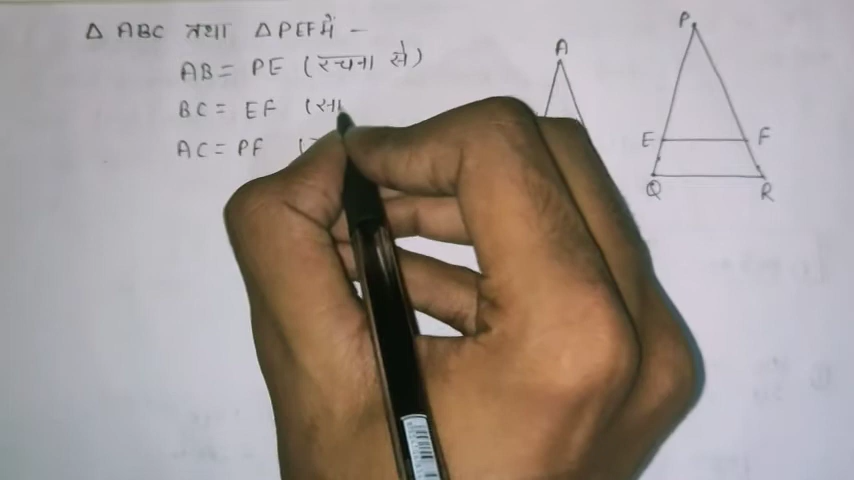 Δ ABC तथा Δ PEF में -
AB = PE (रचना से)
BC = EF (सा
AC = PF (
A
P
E
F
Q
R